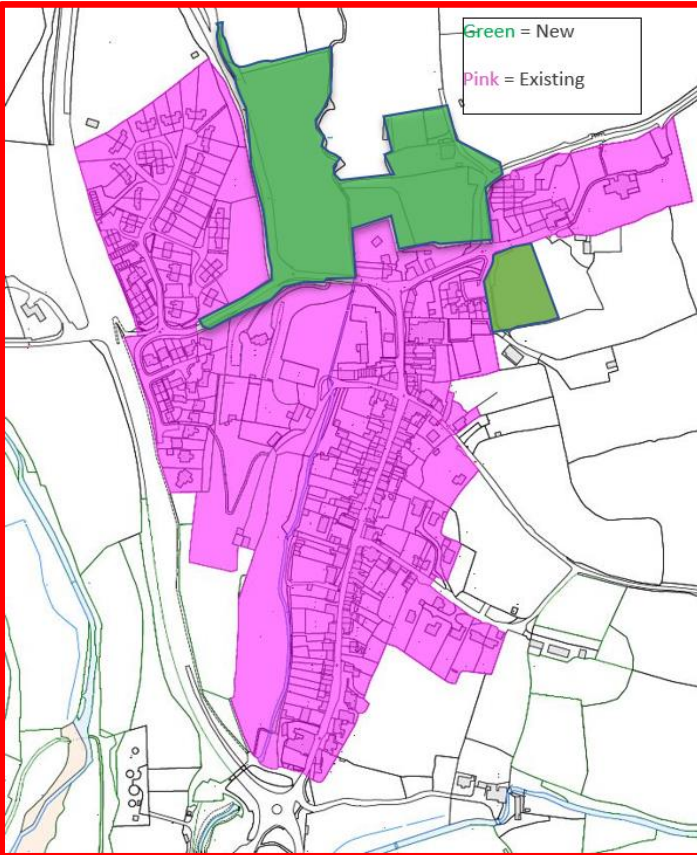 Green = New
Pink = Existing